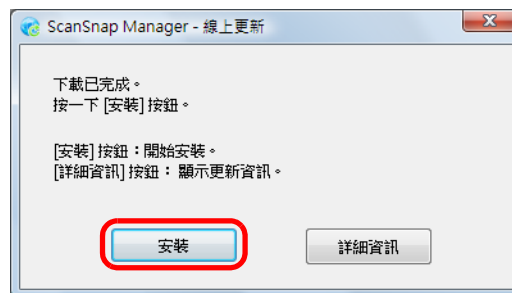 ScanSnap Manager - 線上更新
下載已完成。
按一下 [安裝] 按鈕。
[安裝] 按鈕：開始安裝。
[詳細資訊] 按鈕： 顯示更新資訊。
安裝
詳細資訊